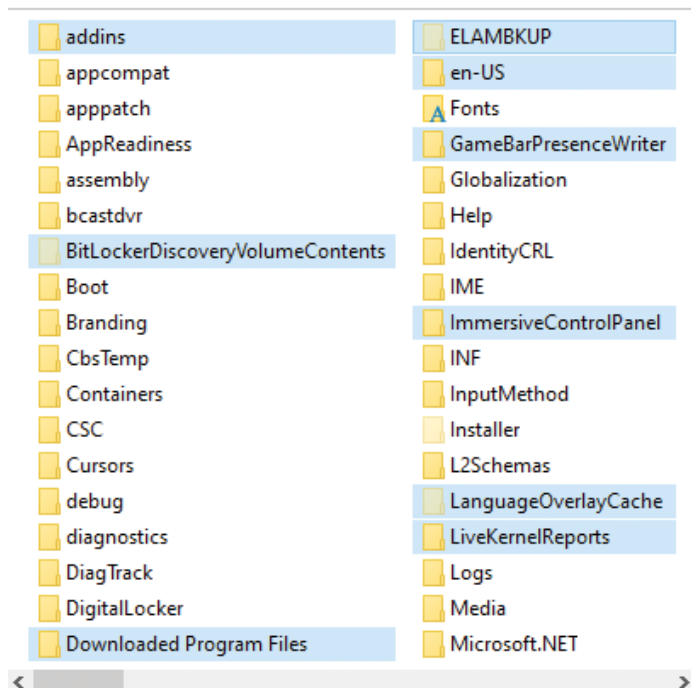 addins
appcompat
apppatch
AppReadiness
assembly
bcastdvr
BitLockerDiscoveryVolumeContents
Boot
Branding
CbsTemp
Containers
CSC
Cursors
debug
diagnostics
DiagTrack
DigitalLocker
Downloaded Program Files
ELAMBKUP
en-US
Fonts
GameBarPresenceWriter
Globalization
Help
IdentityCRL
IME
ImmersiveControlPanel
INF
InputMethod
Installer
L2Schemas
LanguageOverlayCache
LiveKernelReports
Logs
Media
Microsoft.NET